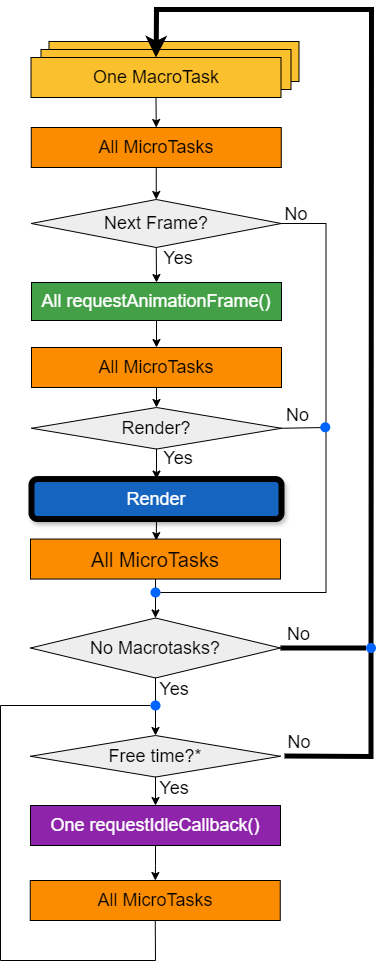 One MacroTask
All MicroTasks
Next Frame?
No
Yes
All requestAnimationFrame()
All MicroTasks
Render?
No
Yes
Render
All MicroTasks
No Macrotasks?
No
Yes
Free time?*
No
Yes
One requestIdleCallback()
All MicroTasks